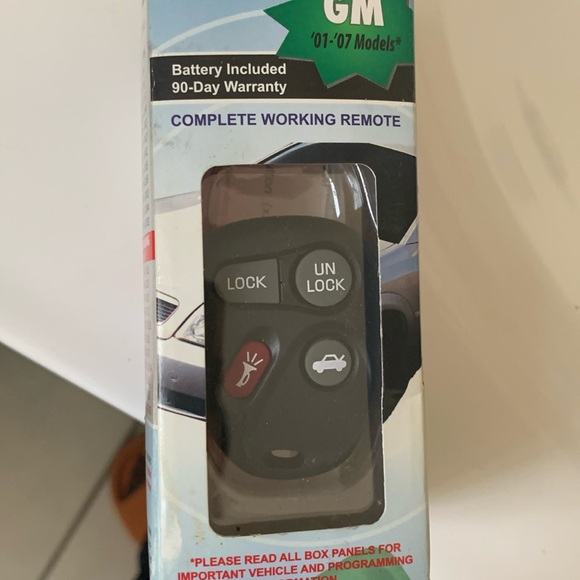 GM
'01-'07 Models*
Battery Included
90-Day Warranty
COMPLETE WORKING REMOTE
LOCK
UN
LOCK
*PLEASE READ ALL BOX PANELS FOR
IMPORTANT VEHICLE AND PROGRAMMING